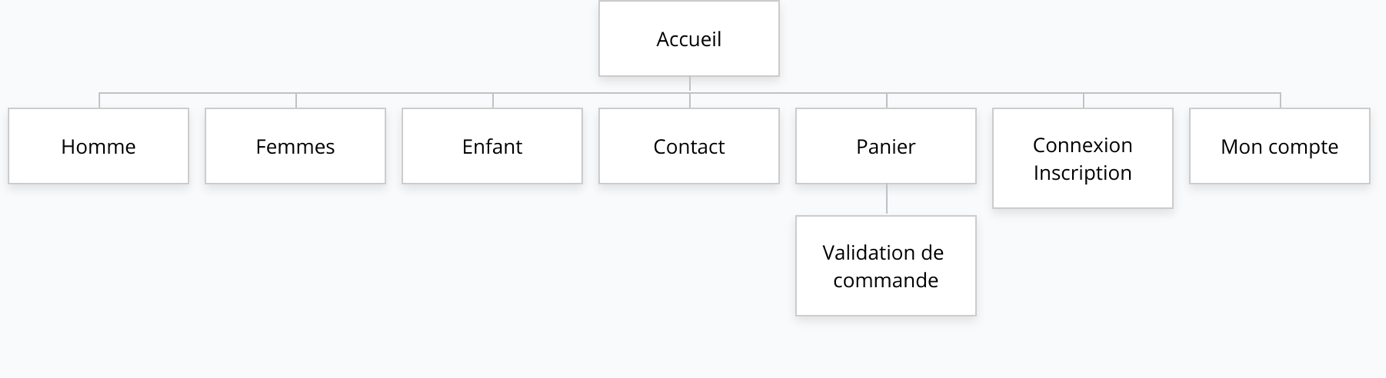 Accueil
Homme
Femmes
Enfant
Contact
Panier
Connexion
Inscription
Mon compte
Validation de
commande